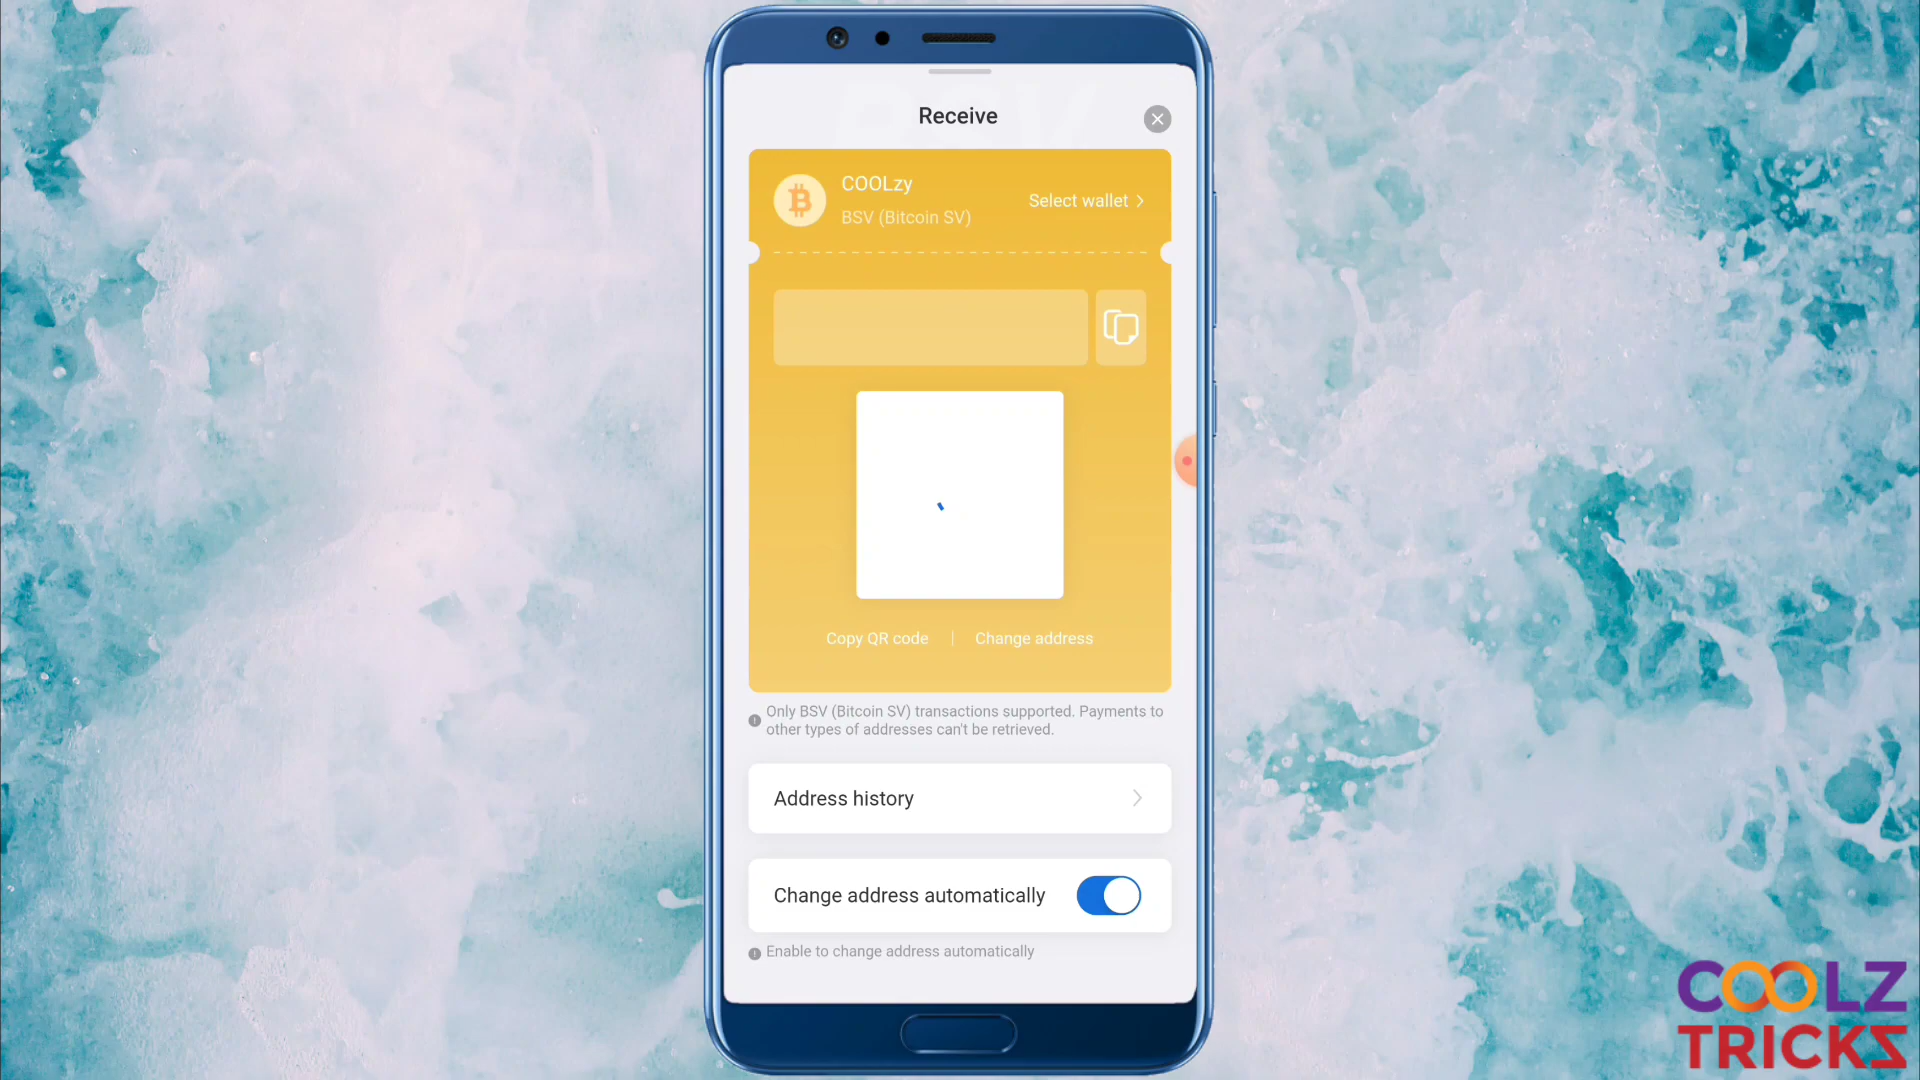 Receive
COOLzy
BSV (Bitcoin SV)
Select wallet
Copy QR code
Change address
Only BSV (Bitcoin SV) transactions supported. Payments to
other types of addresses can't be retrieved.
Address history
Change address automatically
Enable to change address automatically
COOLZ
TRICKS